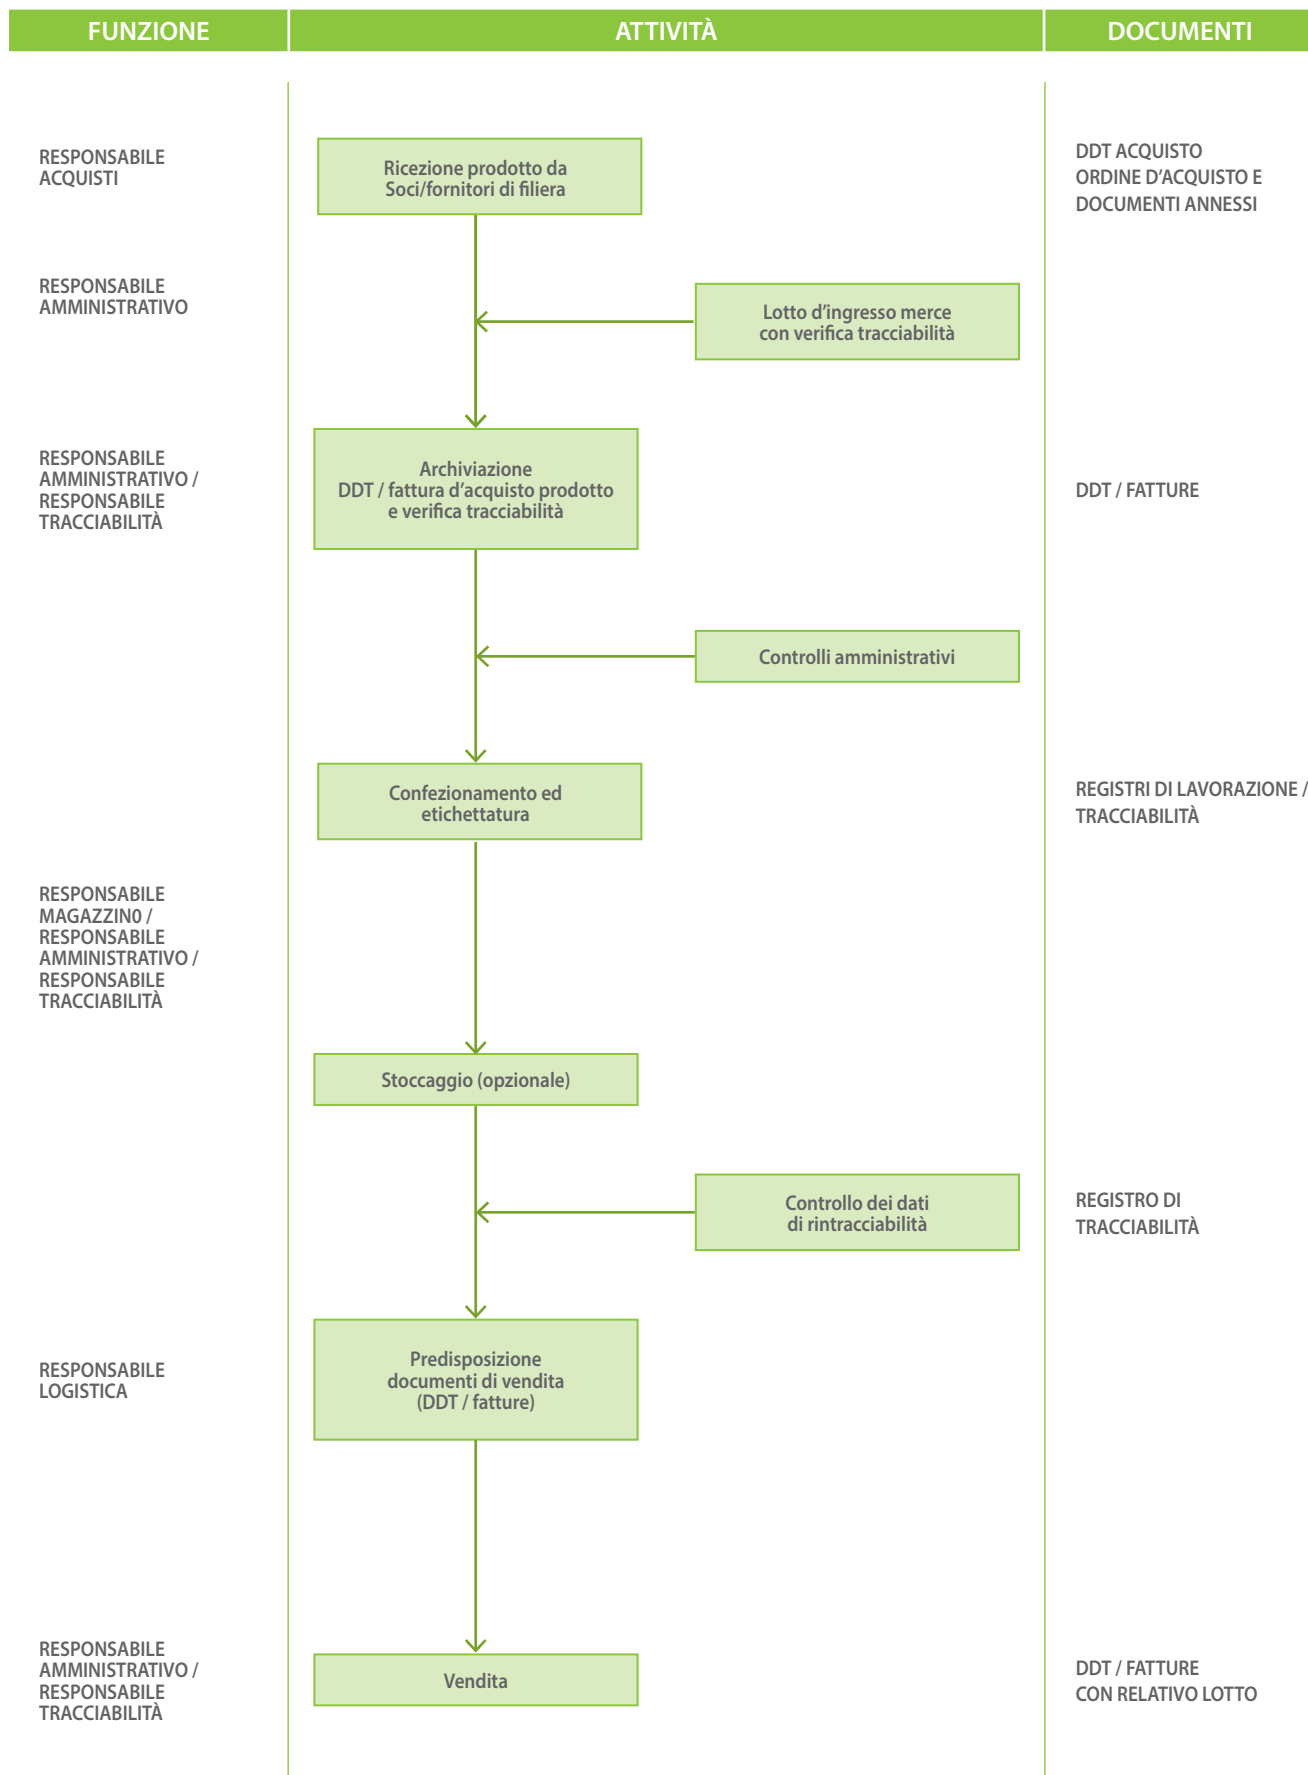 FUNZIONE
ATTIVITÀ
DOCUMENTI
RESPONSABILE
ACQUISTI
Ricezione prodotto da
Soci/fornitori di filiera
DDT ACQUISTO
ORDINE D’ACQUISTO E
DOCUMENTI ANNESSI
RESPONSABILE
AMMINISTRATIVO
Lotto d’ingresso merce
con verifica tracciabilità
RESPONSABILE
AMMINISTRATIVO /
RESPONSABILE
TRACCIABILITÀ
Archiviazione
DDT / fattura d’acquisto prodotto
e verifica tracciabilità
DDT / FATTURE
Controlli amministrativi
Confezionamento ed
etichettatura
REGISTRI DI LAVORAZIONE /
TRACCIABILITÀ
RESPONSABILE
MAGAZZIN0 /
RESPONSABILE
AMMINISTRATIVO /
RESPONSABILE
TRACCIABILITÀ
Stoccaggio (opzionale)
Controllo dei dati
di rintracciabilità
REGISTRO DI
TRACCIABILITÀ
RESPONSABILE
LOGISTICA
Predisposizione
documenti di vendita
(DDT / fatture)
RESPONSABILE
AMMINISTRATIVO /
RESPONSABILE
TRACCIABILITÀ
Vendita
DDT / FATTURE
CON RELATIVO LOTTO